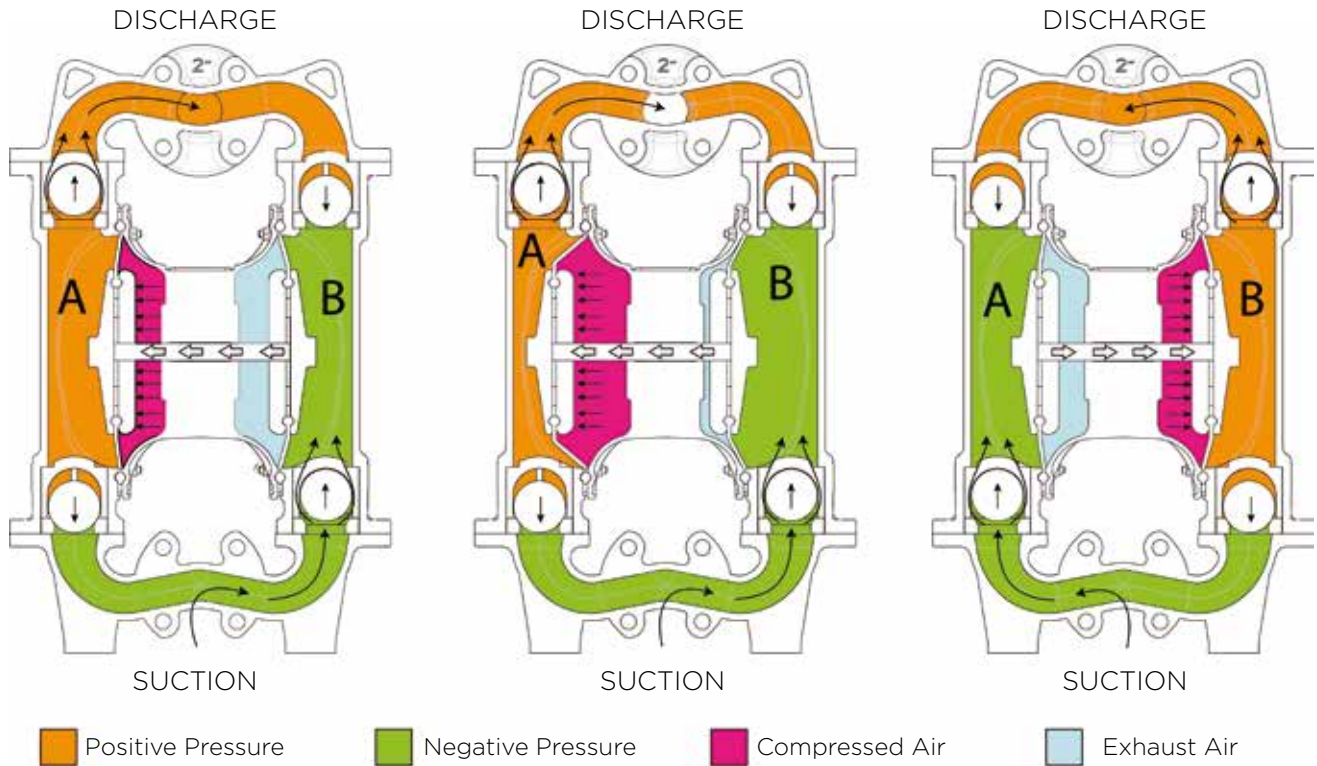 DISCHARGE DISCHARGE DISCHARGE
2" 2" 2"
A B A B A B
SUCTION SUCTION SUCTION
Positive Pressure Negative Pressure Compressed Air Exhaust Air